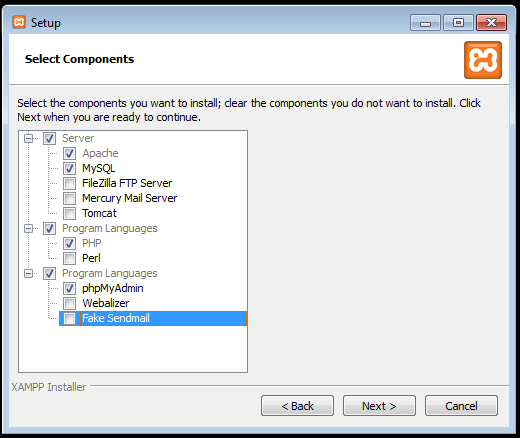 Setup
Select Components
Select the components you want to install; clear the components you do not want to install. Click
Next when you are ready to continue.
Server
Apache
MySQL
FileZilla FTP Server
Mercury Mail Server
Tomcat
Program Languages
PHP
Perl
Program Languages
phpMyAdmin
Webalizer
Fake Sendmail
XAMPP Installer
< Back
Next >
Cancel